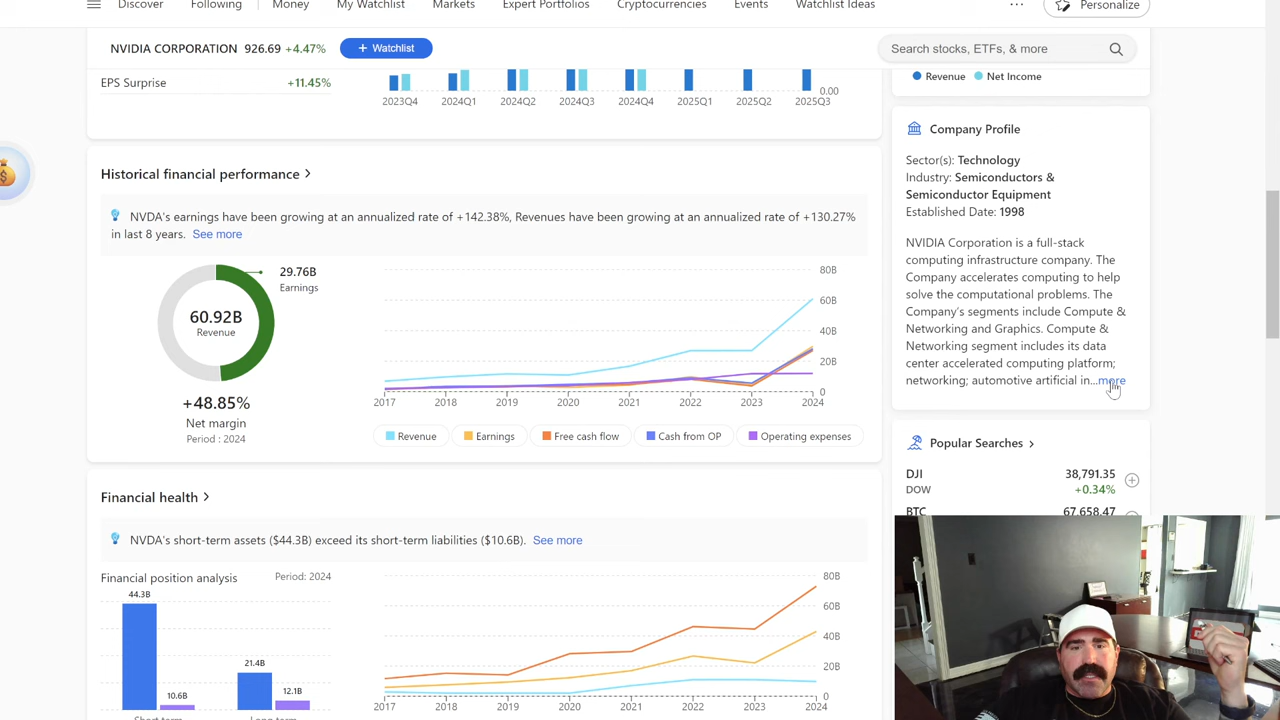 Discover Following Money My Watchlist Markets Expert Portfolios Cryptocurrencies Events Watchlist Ideas ... Personalize
NVIDIA CORPORATION 926.69 +4.47% + Watchlist
Search stocks, ETFs, & more
EPS Surprise +11.45%
0.00
2023Q4 2024Q1 2024Q2 2024Q3 2024Q4 2025Q1 2025Q2 2025Q3
Revenue Net Income
Historical financial performance >
NVDA's earnings have been growing at an annualized rate of +142.38%, Revenues have been growing at an annualized rate of +130.27%
in last 8 years. See more
29.76B
Earnings
60.92B
Revenue
+48.85%
Net margin
Period : 2024
80B
60B
40B
20B
0
2017 2018 2019 2020 2021 2022 2023 2024
Revenue Earnings Free cash flow Cash from OP Operating expenses
Financial health >
NVDA's short-term assets ($44.3B) exceed its short-term liabilities ($10.6B). See more
Financial position analysis Period: 2024
44.3B
10.6B
21.4B
12.1B
Short term Long term
80B
60B
40B
20B
0
2017 2018 2019 2020 2021 2022 2023 2024
Company Profile
Sector(s): Technology
Industry: Semiconductors &
Semiconductor Equipment
Established Date: 1998
NVIDIA Corporation is a full-stack
computing infrastructure company. The
Company accelerates computing to help
solve the computational problems. The
Company's segments include Compute &
Networking and Graphics. Compute &
Networking segment includes its data
center accelerated computing platform;
networking; automotive artificial in...more
Popular Searches >
DJI 38,791.35
DOW +0.34%
BTC 67,658.47